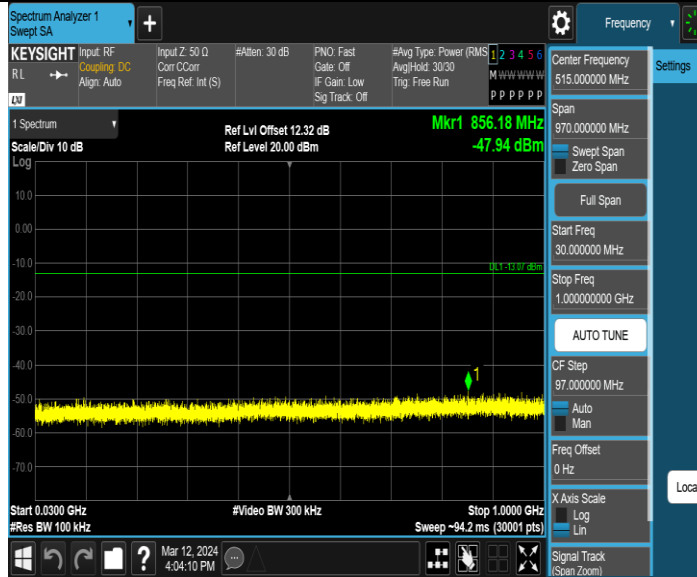 Spectrum Analyzer 1
Swept SA
+
Frequency
KEYSIGHT
RL
LXI
Input: RF
Coupling: DC
Align: Auto
Input Z: 50 Ω
Corr CCorr
Freq Ref: Int (S)
#Atten: 30 dB
PNO: Fast
Gate: Off
IF Gain: Low
Sig Track: Off
#Avg Type: Power (RMS
Avg|Hold: 30/30
Trig: Free Run
1 2 3 4 5 6
M W W W W W
P P P P P P
1 Spectrum
Scale/Div 10 dB
Log
Ref Lvl Offset 12.32 dB
Ref Level 20.00 dBm
Mkr1 856.18 MHz
-47.94 dBm
10.0
0.00
-10.0
-20.0
-30.0
-40.0
-50.0
-60.0
-70.0
DL1 -13.07 dBm
1
Start 0.0300 GHz
#Res BW 100 kHz
#Video BW 300 kHz
Stop 1.0000 GHz
Sweep ~94.2 ms (30001 pts)
?
Mar 12, 2024
4:04:10 PM
Center Frequency
515.000000 MHz
Span
970.000000 MHz
Swept Span
Zero Span
Full Span
Start Freq
30.000000 MHz
Stop Freq
1.000000000 GHz
AUTO TUNE
CF Step
97.000000 MHz
Auto
Man
Freq Offset
0 Hz
X Axis Scale
Log
Lin
Signal Track
(Span Zoom)
Settings
Loca